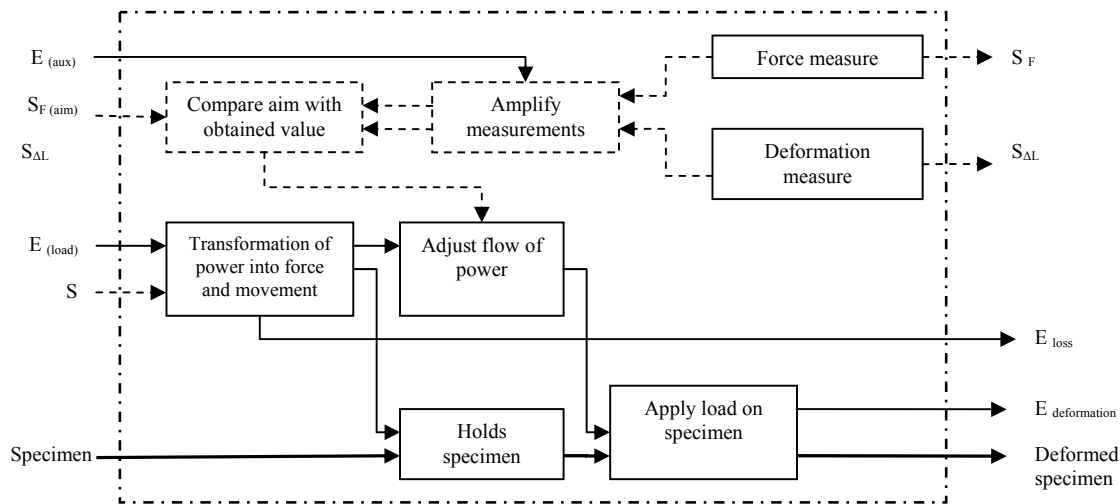 E (aux)
Force measure
S F
S F (aim)
Compare aim with
obtained value
Amplify
measurements
S ΔL
Deformation
measure
S ΔL
E (load)
Transformation of
power into force
and movement
Adjust flow of
power
S
E loss
Apply load on
specimen
E deformation
Specimen
Holds
specimen
Deformed
specimen